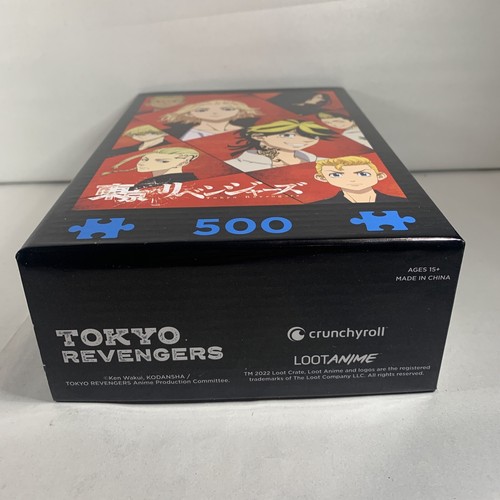 東京卍リベンジャーズ
500
AGES 15+
MADE IN CHINA
TOKYO
REVENGERS
©Ken Wakui, KODANSHA /
TOKYO REVENGERS Anime Production Committee.
crunchyroll
LOOTANIME
TM 2022 Loot Crate, Loot Anime and logos are the registered
trademarks of The Loot Company LLC. All rights reserved.